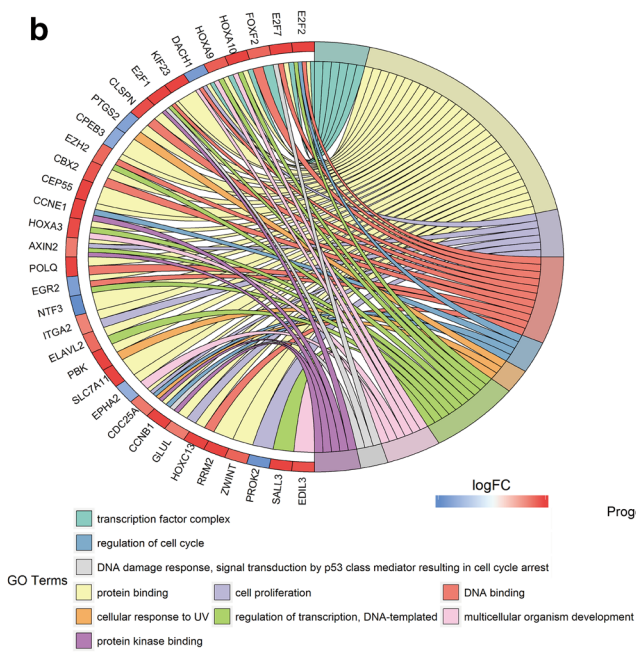 b
E2F2
E2F7
FOXF2
HOXA10
HOXA9
DACH1
KIF23
E2F1
CLSPN
PTGS2
CPEB3
EZH2
CBX2
CEP55
CCNE1
HOXA3
AXIN2
POLQ
EGR2
NTF3
ITGA2
ELAVL2
PBK
SLC7A11
EPHA2
CDC25A
CCNB1
GLUL
HOXC13
RRM2
ZWINT
PROK2
SALL3
EDIL3
logFC
Prog
GO Terms
transcription factor complex
regulation of cell cycle
DNA damage response, signal transduction by p53 class mediator resulting in cell cycle arrest
protein binding cell proliferation DNA binding
cellular response to UV regulation of transcription, DNA-templated multicellular organism development
protein kinase binding